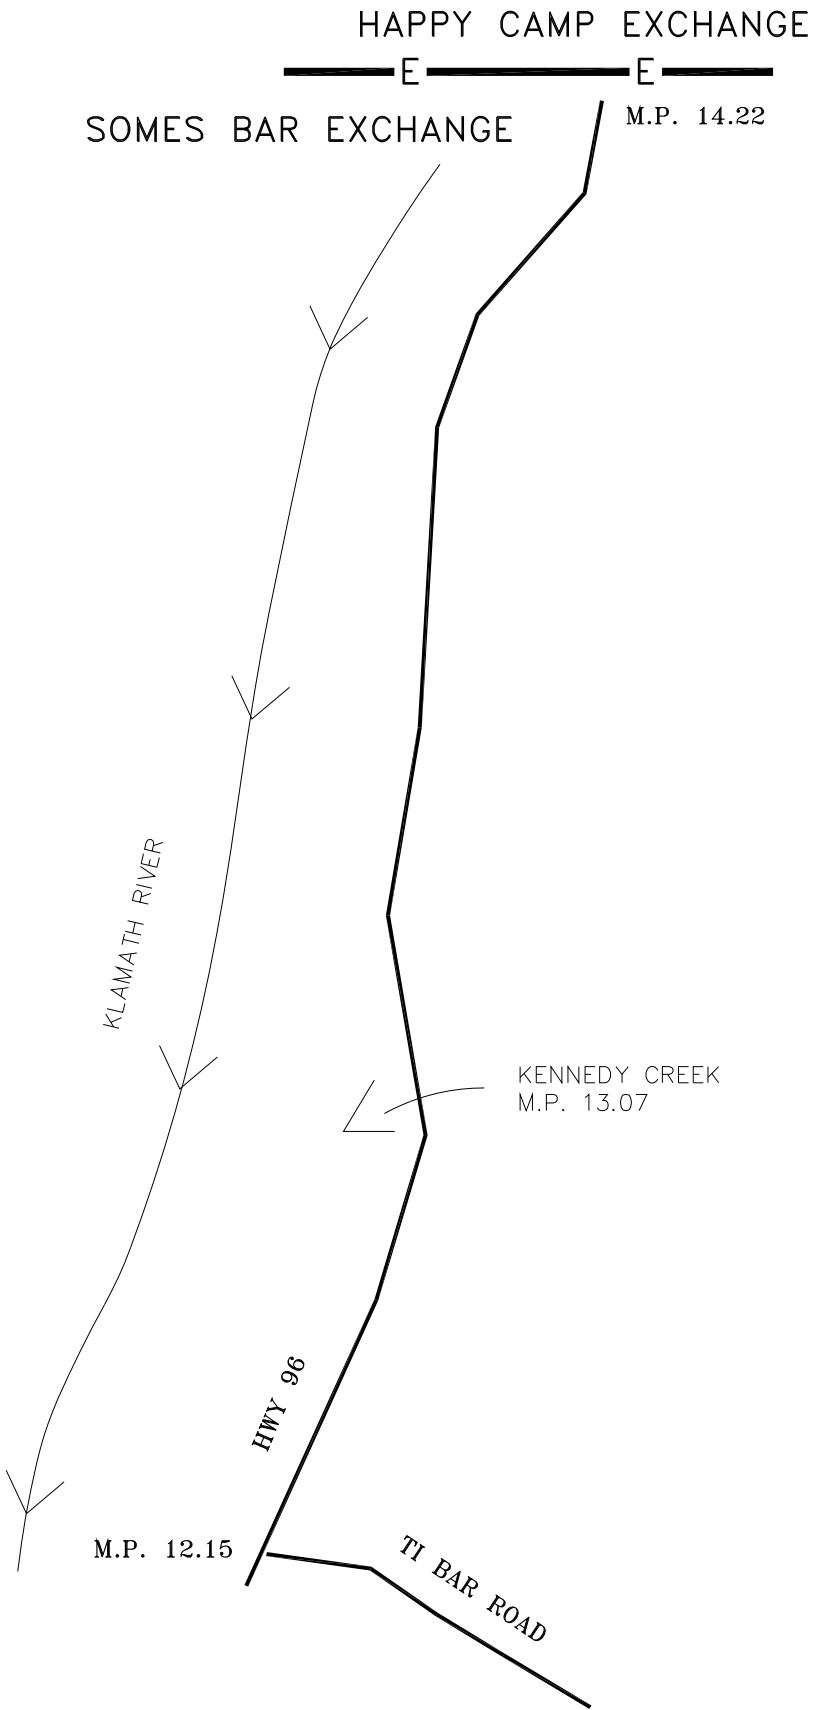 HAPPY CAMP EXCHANGE
E E
M.P. 14.22
SOMES BAR EXCHANGE
KLAMATH RIVER
KENNEDY CREEK
M.P. 13.07
HWY 96
M.P. 12.15
TI BAR ROAD